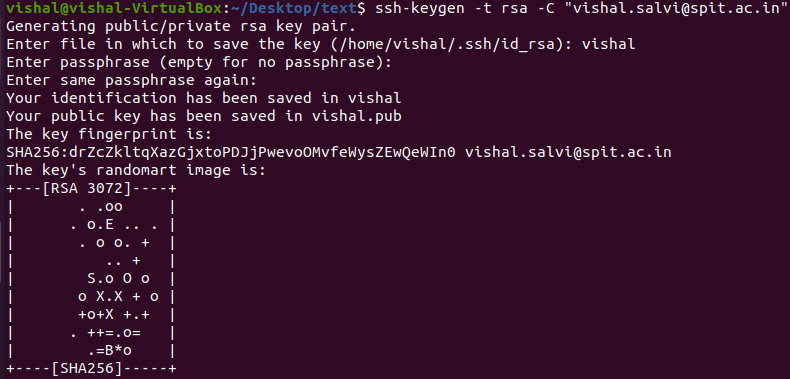 vishal@vishal-VirtualBox:~/Desktop/text$ ssh-keygen -t rsa -C "vishal.salvi@spit.ac.in"
Generating public/private rsa key pair.
Enter file in which to save the key (/home/vishal/.ssh/id_rsa): vishal
Enter passphrase (empty for no passphrase):
Enter same passphrase again:
Your identification has been saved in vishal
Your public key has been saved in vishal.pub
The key fingerprint is:
SHA256:drZcZkltqXazGjxtoPDJjPwevoOMvfeWysZEwQeWIn0 vishal.salvi@spit.ac.in
The key's randomart image is:
+---[RSA 3072]----+
|       . .oo     |
|      . o.E .. . |
|       . o o. +  |
|          .. +   |
|        S.o O o  |
|       o X.X + o |
|       +o+X +.+  |
|      . ++=.o=   |
|        .=B*o    |
+----[SHA256]-----+